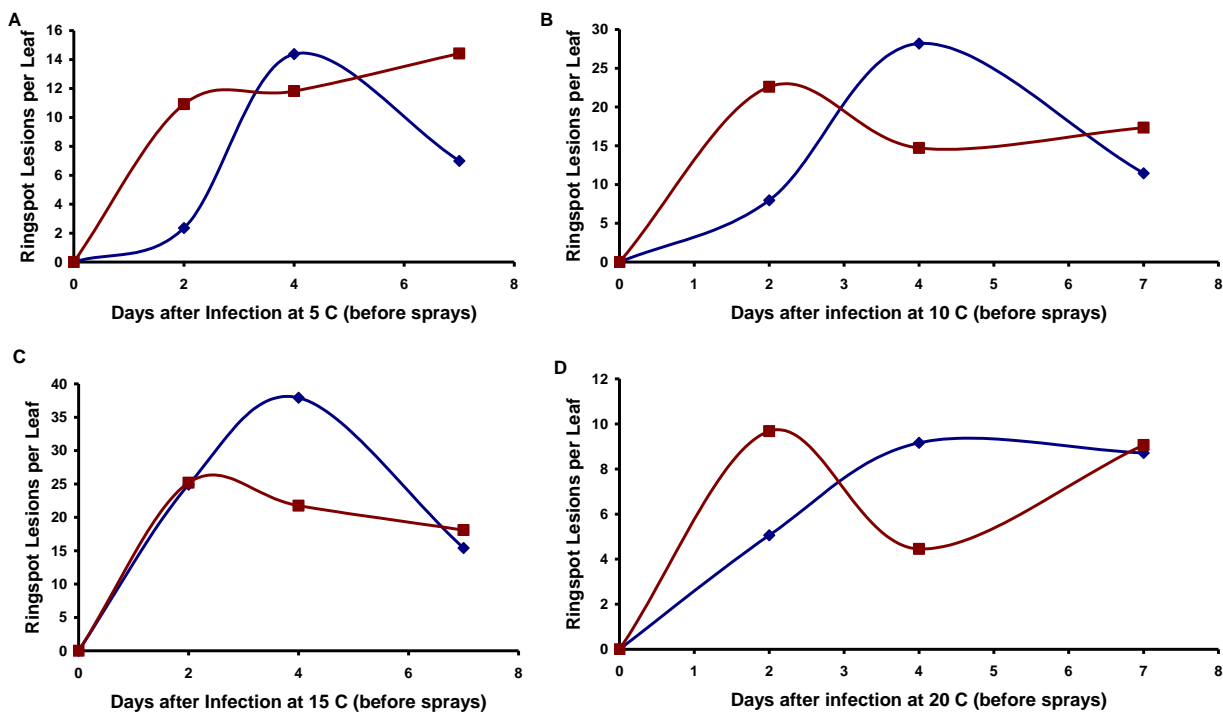 A
Ringspot Lesions per Leaf
16
14
12
10
8
6
4
2
0
0 2 4 6 8
Days after Infection at 5 C (before sprays)
B
Ringspot Lesions per Leaf
30
25
20
15
10
5
0
0 1 2 3 4 5 6 7 8
Days after infection at 10 C (before sprays)
C
Ringspot Lesions per Leaf
40
35
30
25
20
15
10
5
0
0 2 4 6 8
Days after Infection at 15 C (before sprays)
D
Ringspot Lesions per Leaf
12
10
8
6
4
2
0
0 1 2 3 4 5 6 7 8
Days after infection at 20 C (before sprays)